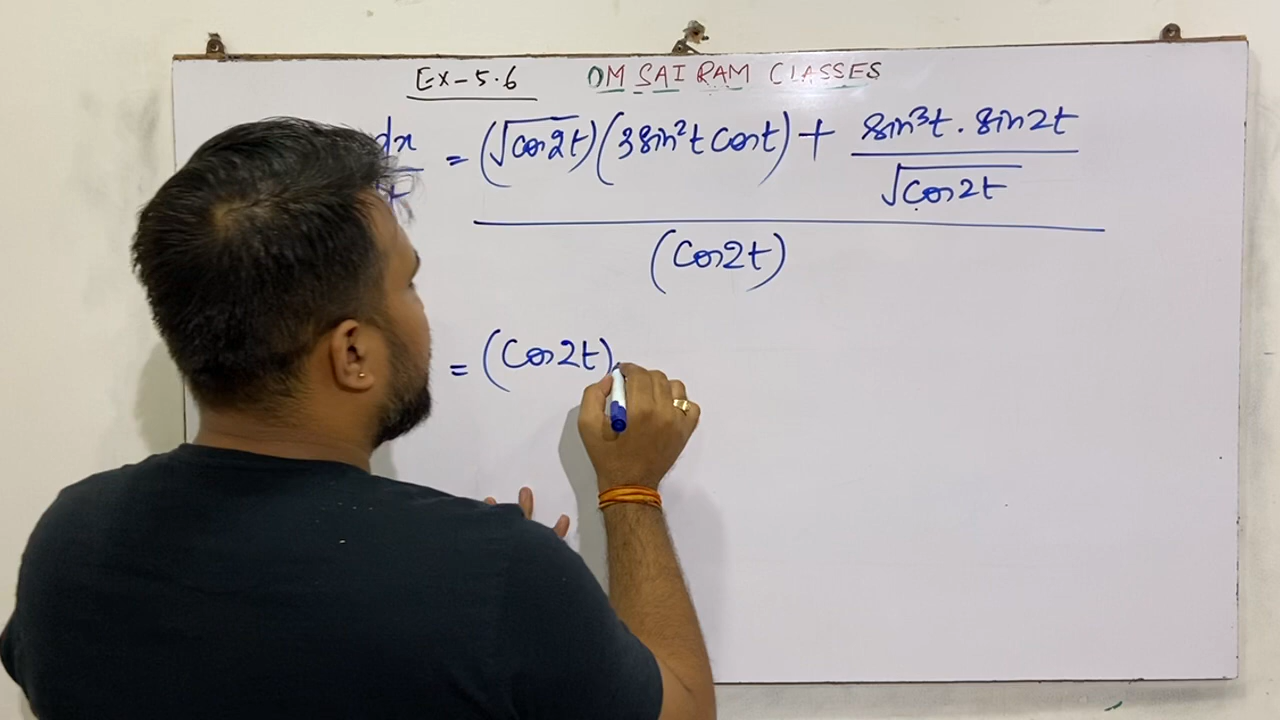 EX-5.6 OM SAI RAM CLASSES
dx = (√cos2t)(3sin²t cost) + sin³t . sin2t
√cos2t
(cos2t)
= (cos2t)